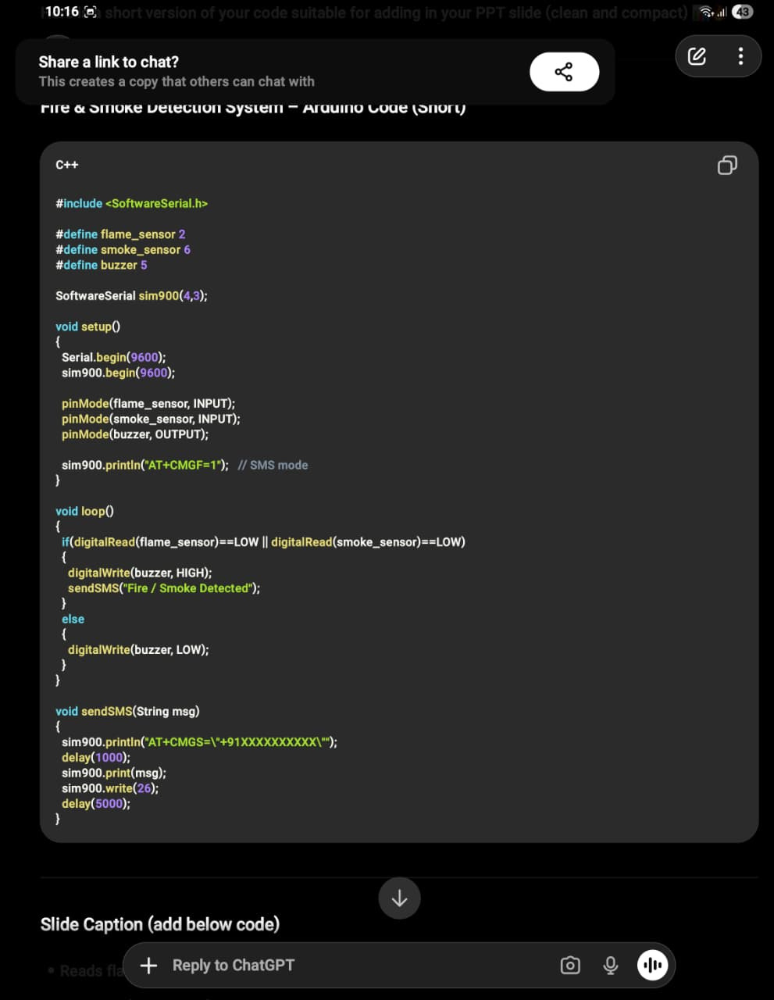 10:16
a short version of your code suitable for adding in your PPT slide (clean and compact)
43
Share a link to chat?
This creates a copy that others can chat with
Fire & Smoke Detection System – Arduino Code (Short)
C++
#include <SoftwareSerial.h>
#define flame_sensor 2
#define smoke_sensor 6
#define buzzer 5
SoftwareSerial sim900(4,3);
void setup()
{
Serial.begin(9600);
sim900.begin(9600);
pinMode(flame_sensor, INPUT);
pinMode(smoke_sensor, INPUT);
pinMode(buzzer, OUTPUT);
sim900.println("AT+CMGF=1"); // SMS mode
}
void loop()
{
if(digitalRead(flame_sensor)==LOW || digitalRead(smoke_sensor)==LOW)
{
digitalWrite(buzzer, HIGH);
sendSMS("Fire / Smoke Detected");
}
else
{
digitalWrite(buzzer, LOW);
}
}
void sendSMS(String msg)
{
sim900.println("AT+CMGS=\"+91XXXXXXXXXX\"");
delay(1000);
sim900.print(msg);
sim900.write(26);
delay(5000);
}
Slide Caption (add below code)
• Reads fla
Reply to ChatGPT